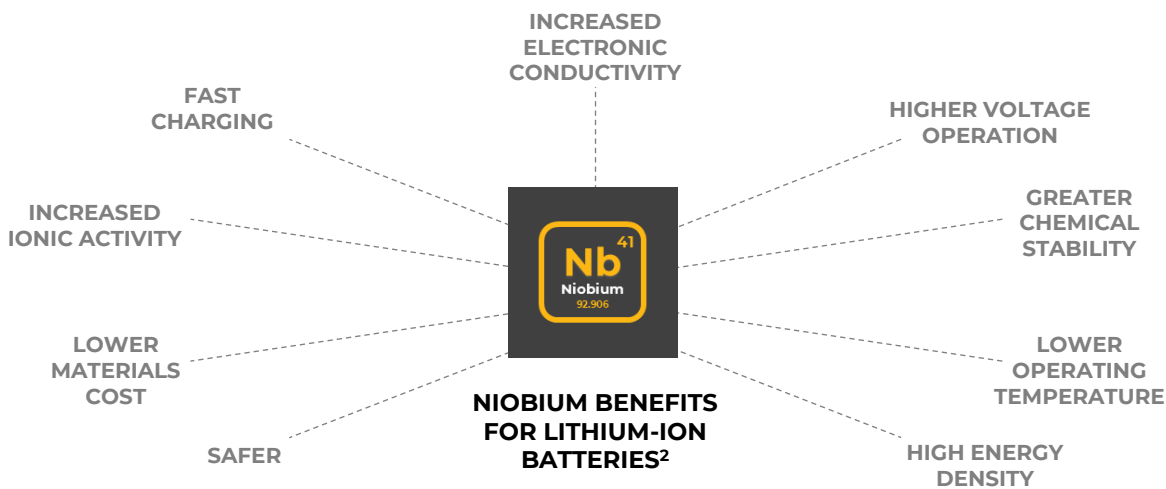 INCREASED
ELECTRONIC
CONDUCTIVITY
FAST
CHARGING
HIGHER VOLTAGE
OPERATION
INCREASED
IONIC ACTIVITY
GREATER
CHEMICAL
STABILITY
41
Nb
Niobium
92.906
LOWER
MATERIALS
COST
LOWER
OPERATING
TEMPERATURE
SAFER
NIOBIUM BENEFITS
FOR LITHIUM-ION
BATTERIES²
HIGH ENERGY
DENSITY